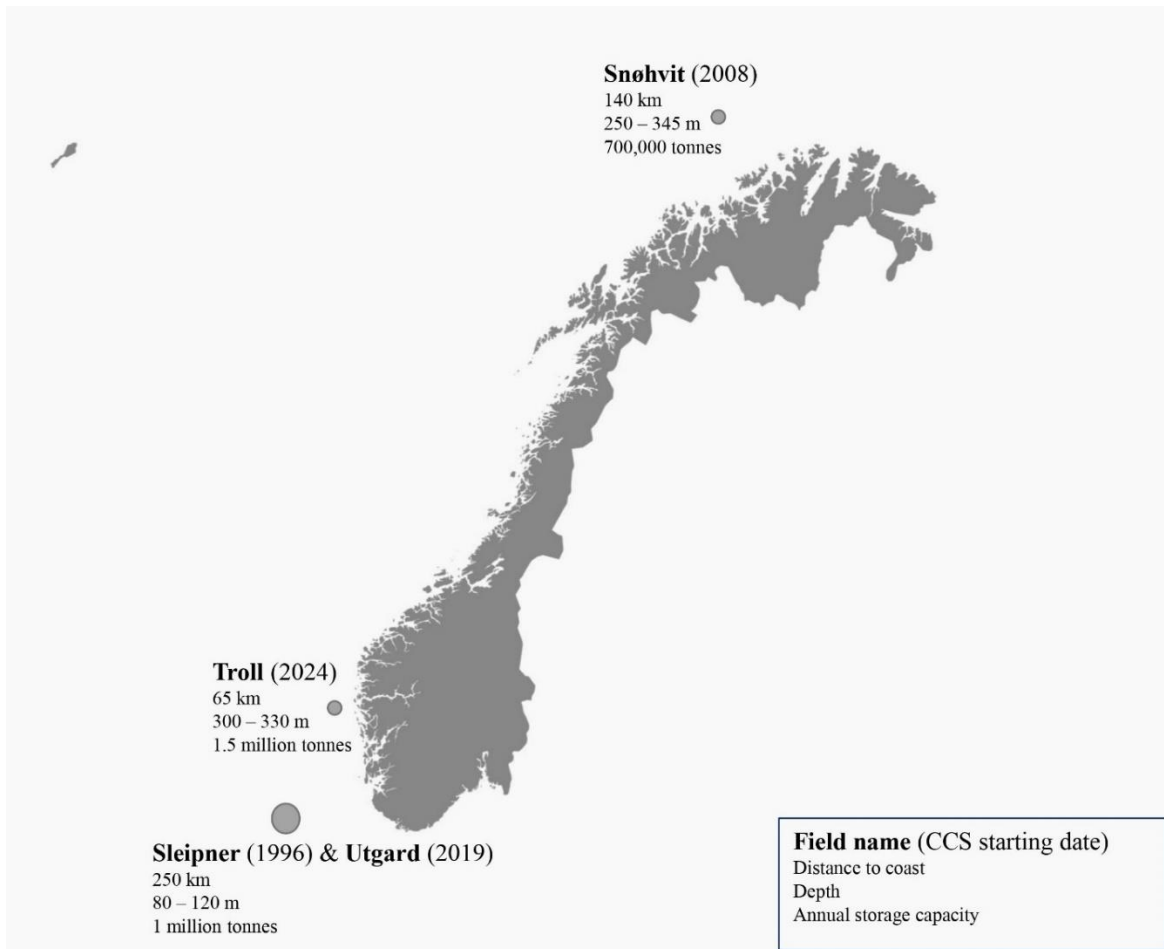 Snøhvit (2008)
140 km
250 – 345 m
700,000 tonnes
Troll (2024)
65 km
300 – 330 m
1.5 million tonnes
Sleipner (1996) & Utgard (2019)
250 km
80 – 120 m
1 million tonnes
Field name (CCS starting date)
Distance to coast
Depth
Annual storage capacity